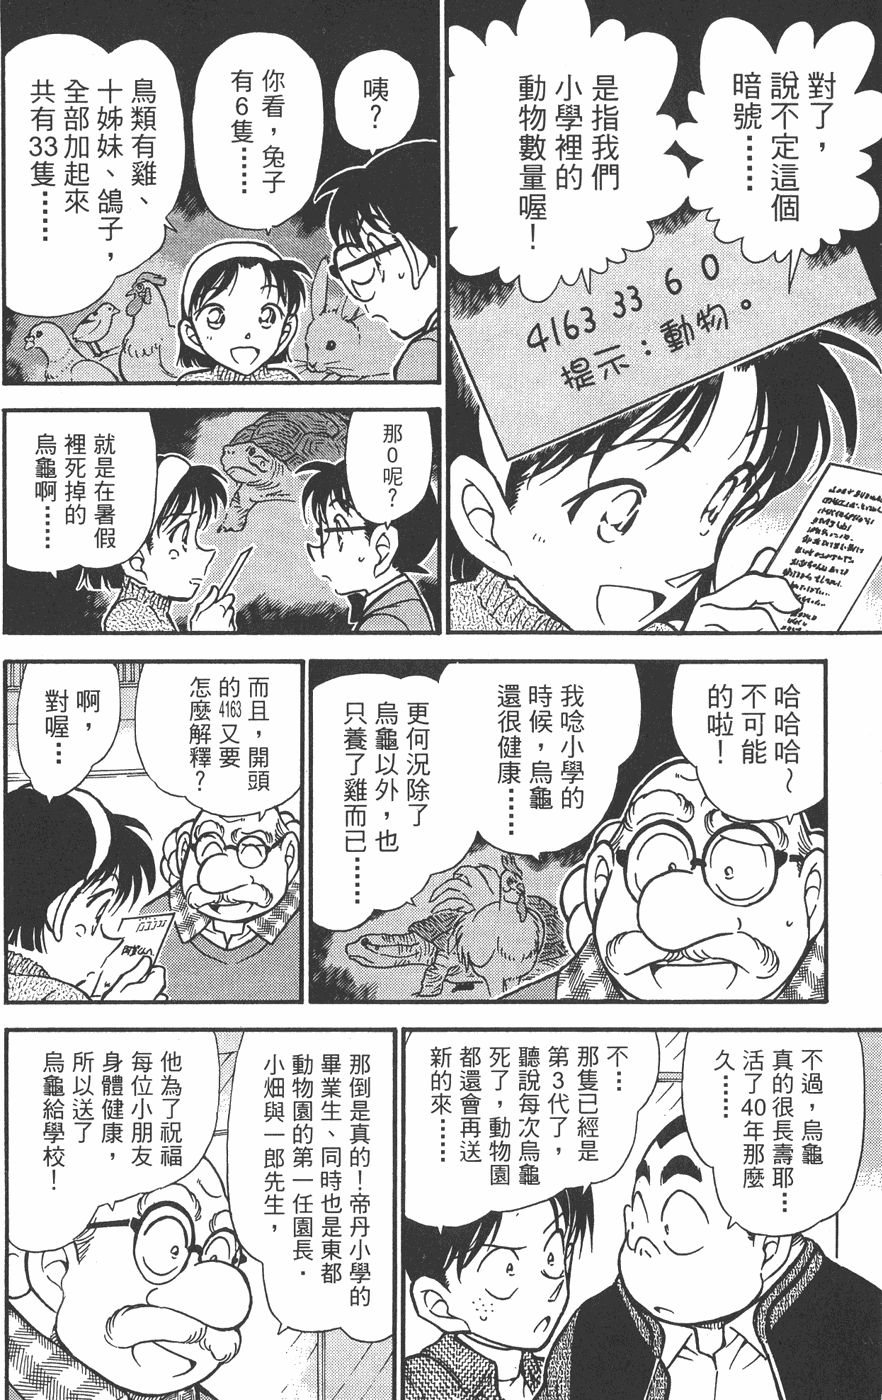 對了，
說不定這個
暗號……
是指我們
小學裡的
動物數量喔！
4163 33 6 0
提示：動物。
咦？
你看，兔子
有6隻……
鳥類有雞、
十姊妹、鴿子，
全部加起來
共有33隻……
那0呢？
就是在暑假
裡死掉的
烏龜啊……
哈哈哈～
不可能
的啦！
我唸小學的
時候，烏龜
還很健康……
更何況除了
烏龜以外，也
只養了雞而已……
而且，開頭
的4163又要
怎麼解釋？
啊，
對喔…
不過，烏龜
真的很長壽耶…
活了40年那麼
久……
不…
那隻已經是
第3代了，
聽說每次烏龜
死了，動物園
都還會再送
新的來……
那倒是真的！帝丹小學的
畢業生、同時也是東都
動物園的第一任園長．
小畑與一郎先生，
他為了祝福
每位小朋友
身體健康，
所以送了
烏龜給學校！